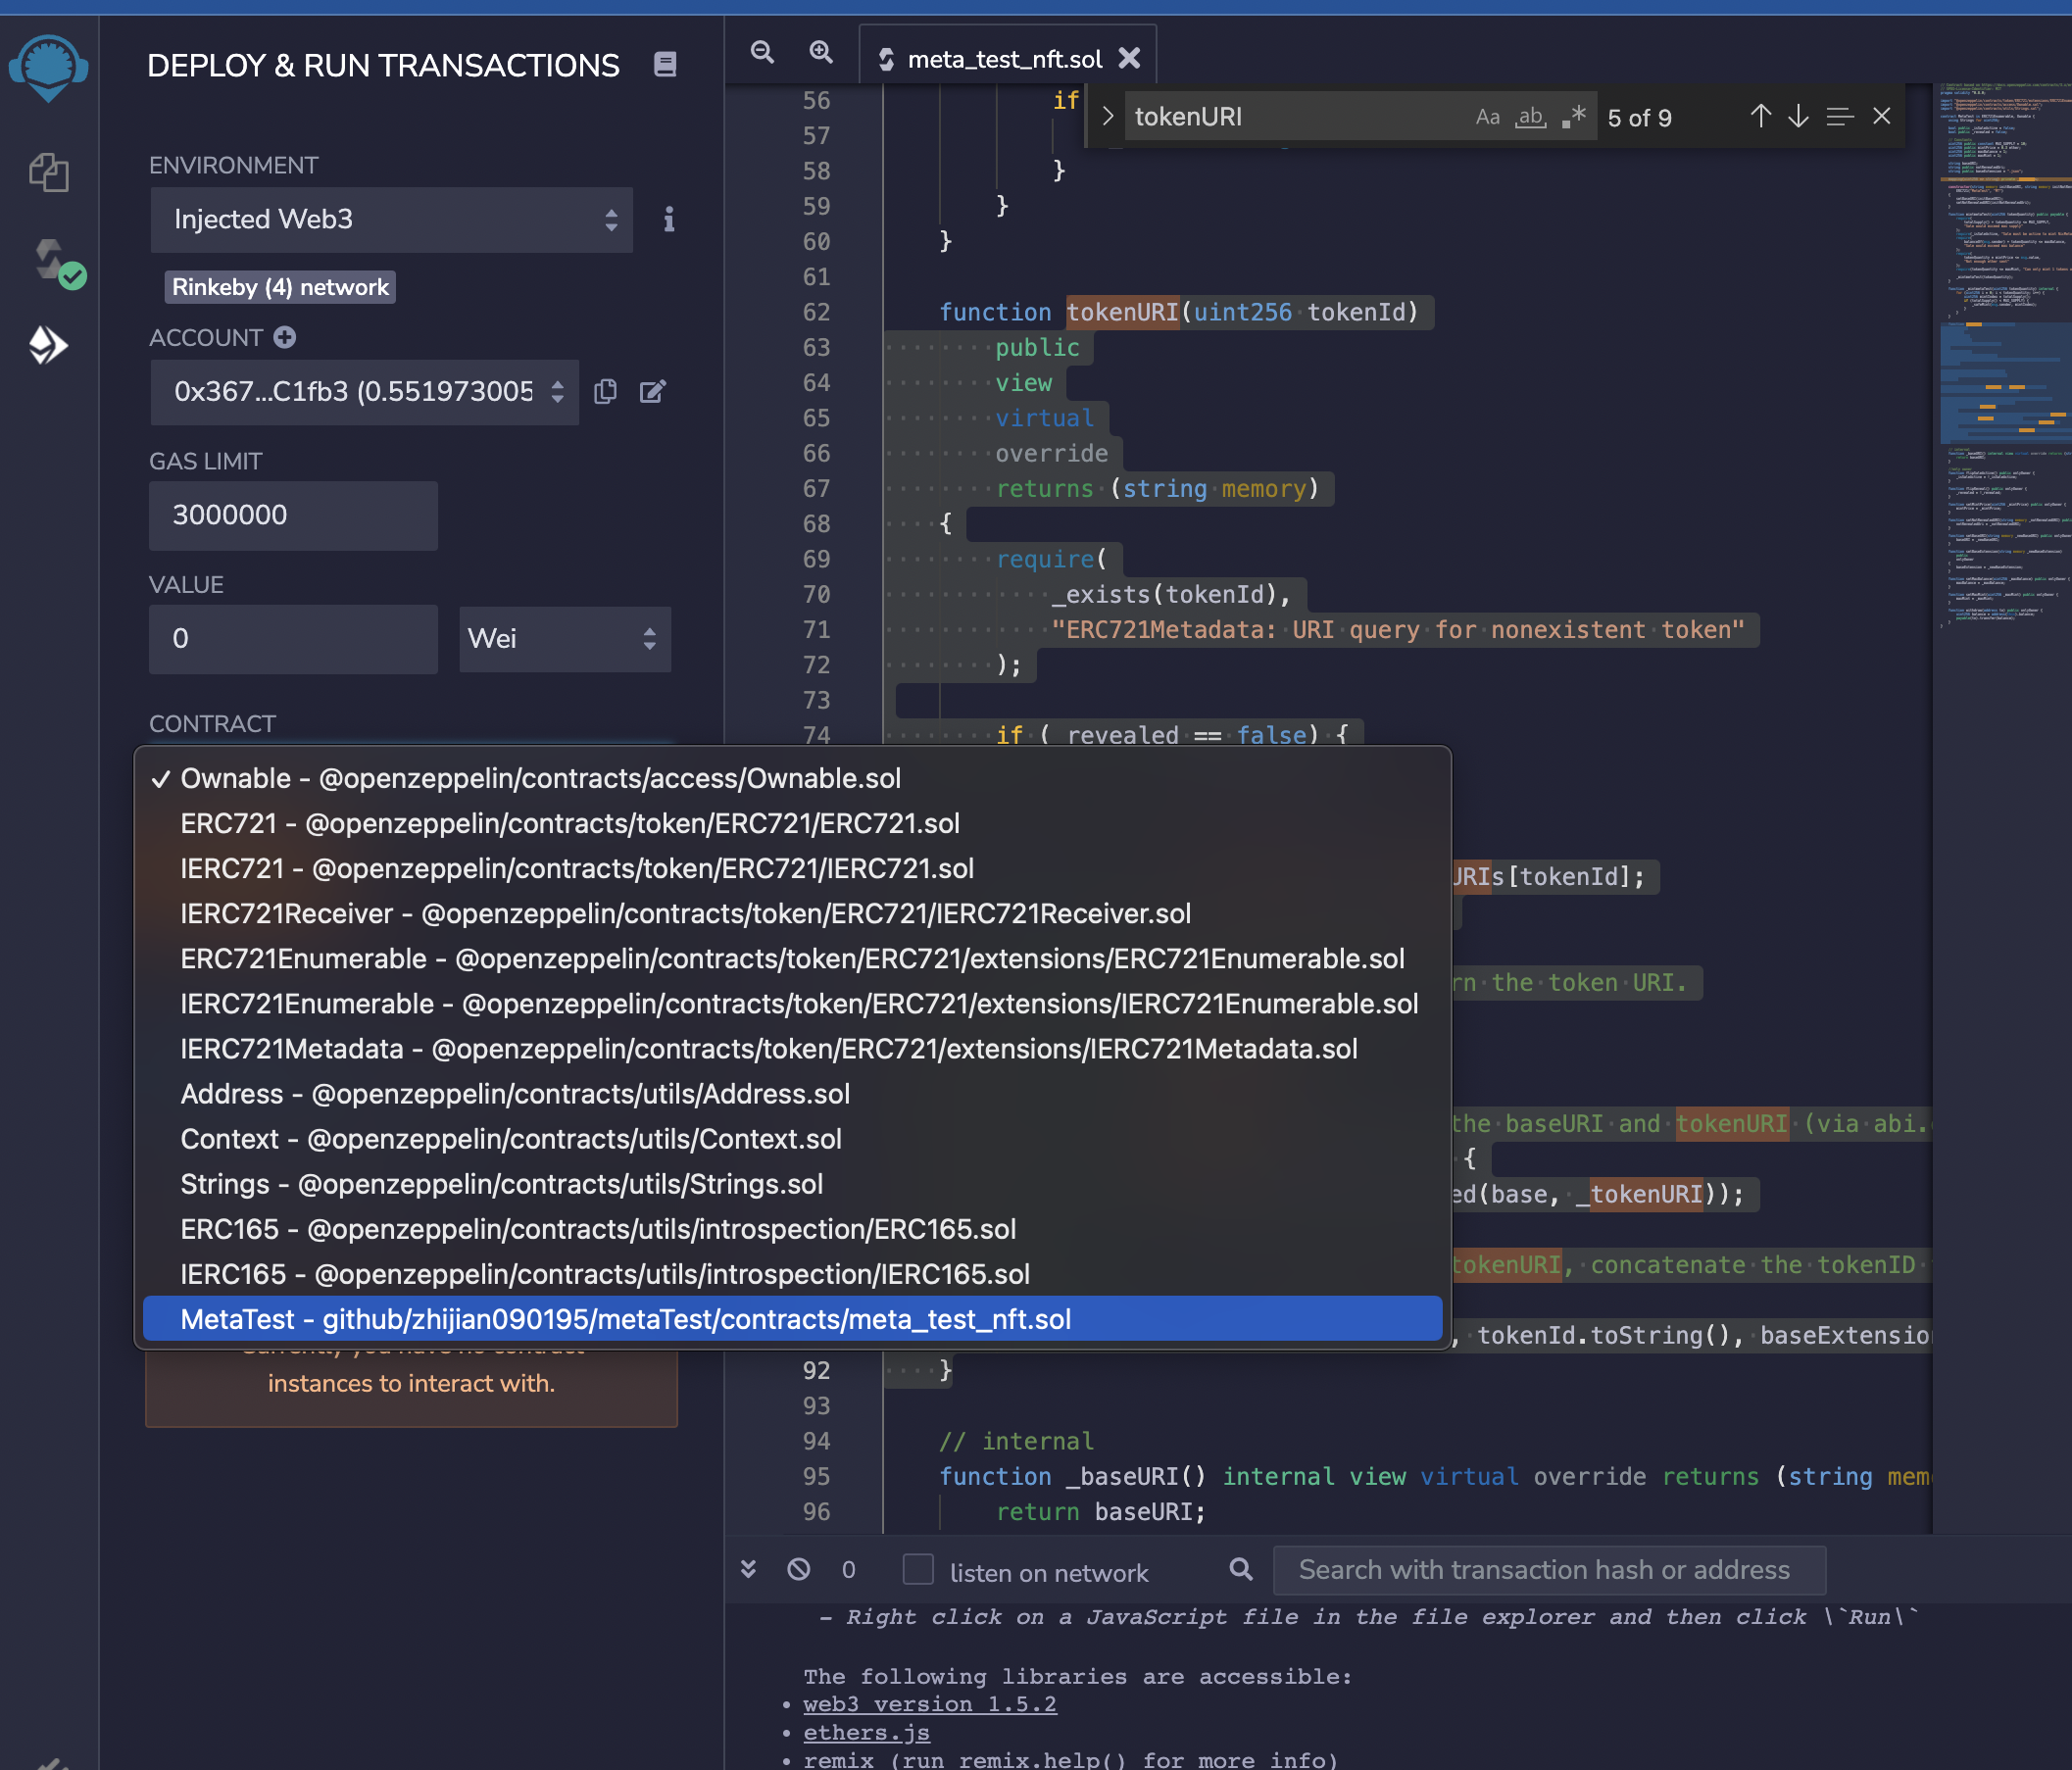 DEPLOY & RUN TRANSACTIONS
ENVIRONMENT
Injected Web3
Rinkeby (4) network
ACCOUNT
0x367...C1fb3 (0.551973005
GAS LIMIT
3000000
VALUE
0
Wei
CONTRACT
✓ Ownable - @openzeppelin/contracts/access/Ownable.sol
ERC721 - @openzeppelin/contracts/token/ERC721/ERC721.sol
IERC721 - @openzeppelin/contracts/token/ERC721/IERC721.sol
IERC721Receiver - @openzeppelin/contracts/token/ERC721/IERC721Receiver.sol
ERC721Enumerable - @openzeppelin/contracts/token/ERC721/extensions/ERC721Enumerable.sol
IERC721Enumerable - @openzeppelin/contracts/token/ERC721/extensions/IERC721Enumerable.sol
IERC721Metadata - @openzeppelin/contracts/token/ERC721/extensions/IERC721Metadata.sol
Address - @openzeppelin/contracts/utils/Address.sol
Context - @openzeppelin/contracts/utils/Context.sol
Strings - @openzeppelin/contracts/utils/Strings.sol
ERC165 - @openzeppelin/contracts/utils/introspection/ERC165.sol
IERC165 - @openzeppelin/contracts/utils/introspection/IERC165.sol
MetaTest - github/zhijian090195/metaTest/contracts/meta_test_nft.sol
instances to interact with.
meta_test_nft.sol
tokenURI
Aa ab .* 5 of 9
56 if
57
58 }
59 }
60 }
61
62 function tokenURI(uint256 tokenId)
63 public
64 view
65 virtual
66 override
67 returns (string memory)
68 {
69 require(
70 _exists(tokenId),
71 "ERC721Metadata: URI query for nonexistent token"
72 );
73
74 if (_revealed == false) {
URIs[tokenId];
rn the token URI.
the baseURI and tokenURI (via abi.
{
ed(base, _tokenURI));
tokenURI, concatenate the tokenID
, tokenId.toString(), baseExtensio
92 }
93
94 // internal
95 function _baseURI() internal view virtual override returns (string mem
96 return baseURI;
0
listen on network
Search with transaction hash or address
- Right click on a JavaScript file in the file explorer and then click \`Run\`
The following libraries are accessible:
• web3 version 1.5.2
• ethers.js
• remix (run remix.help() for more info)